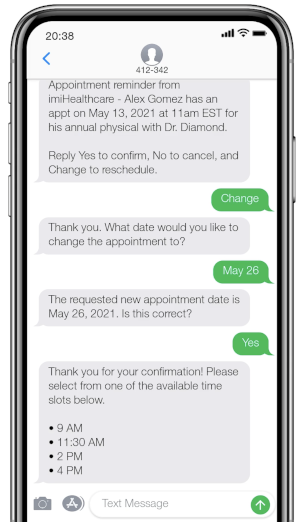 20:38
412-342
Appointment reminder from
imiHealthcare - Alex Gomez has an
appt on May 13, 2021 at 11am EST for
his annual physical with Dr. Diamond.
Reply Yes to confirm, No to cancel, and
Change to reschedule.
Change
Thank you. What date would you like to
change the appointment to?
May 26
The requested new appointment date is
May 26, 2021. Is this correct?
Yes
Thank you for your confirmation! Please
select from one of the available time
slots below.
• 9 AM
• 11:30 AM
• 2 PM
• 4 PM
Text Message